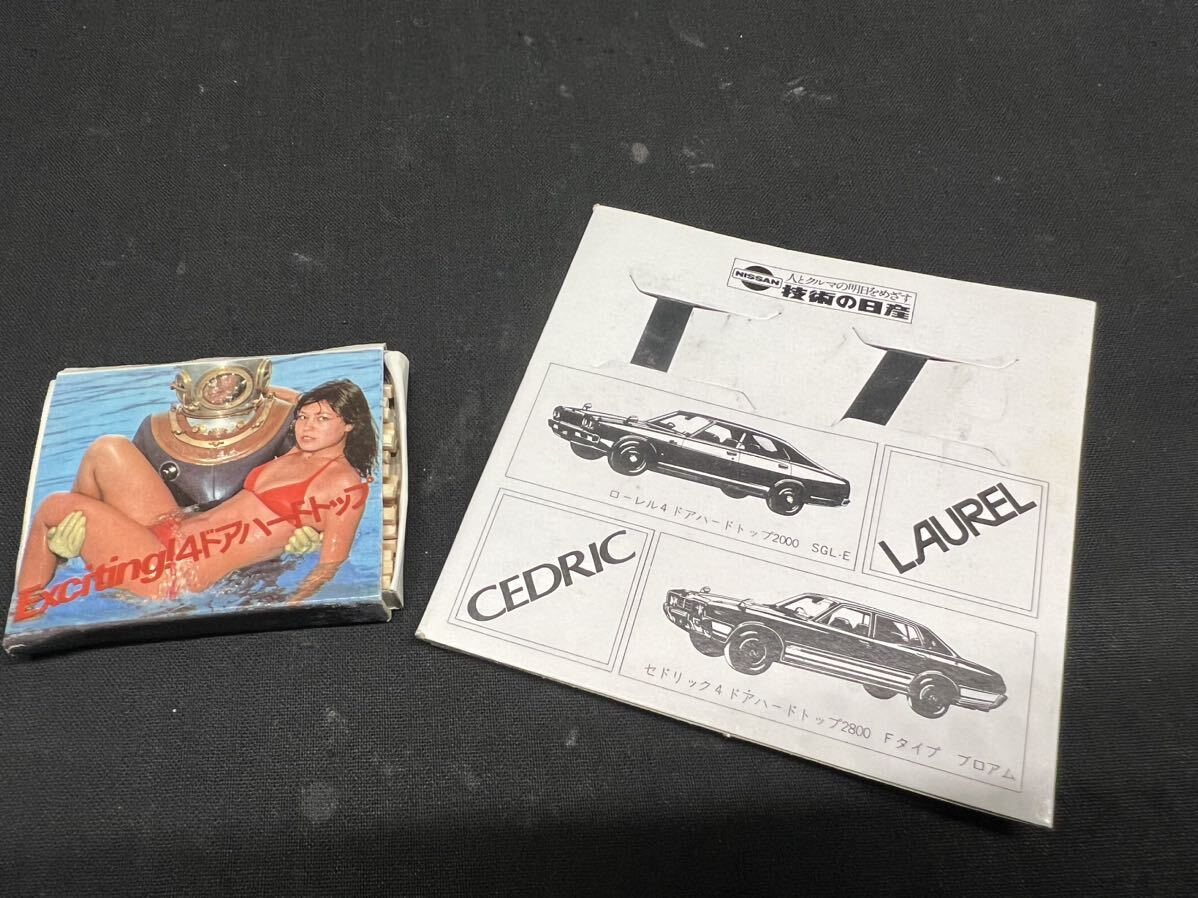 Exciting!4ドアハードトップ
NISSAN
人とクルマの明日をめざす
技術の日産
ローレル4ドアハードトップ2000 SGL-E
LAUREL
CEDRIC
セドリック4ドアハードトップ2800 Fタイプ ブロアム